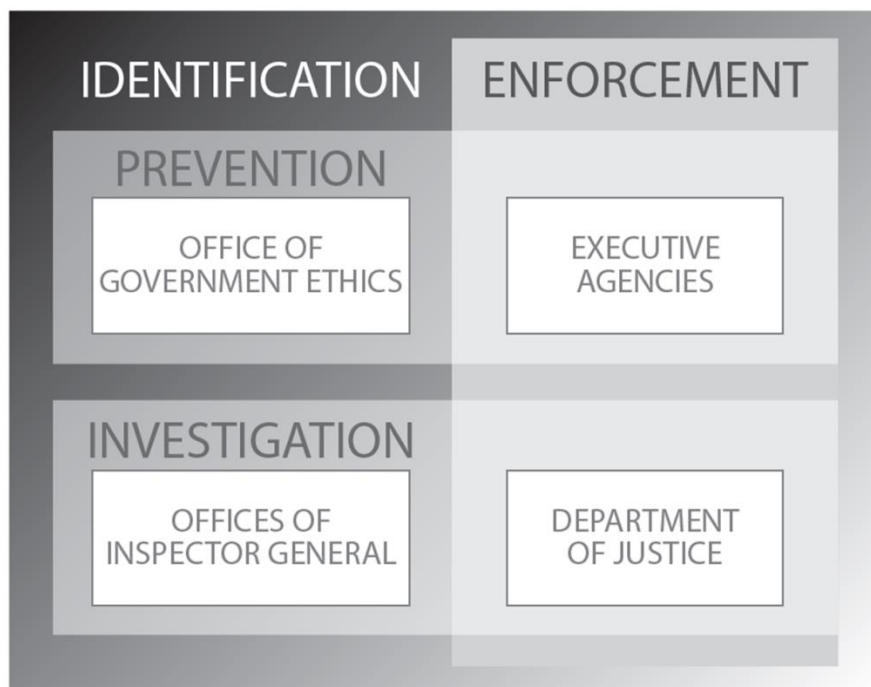 IDENTIFICATION
ENFORCEMENT
PREVENTION
OFFICE OF
GOVERNMENT ETHICS
EXECUTIVE
AGENCIES
INVESTIGATION
OFFICES OF
INSPECTOR GENERAL
DEPARTMENT
OF JUSTICE